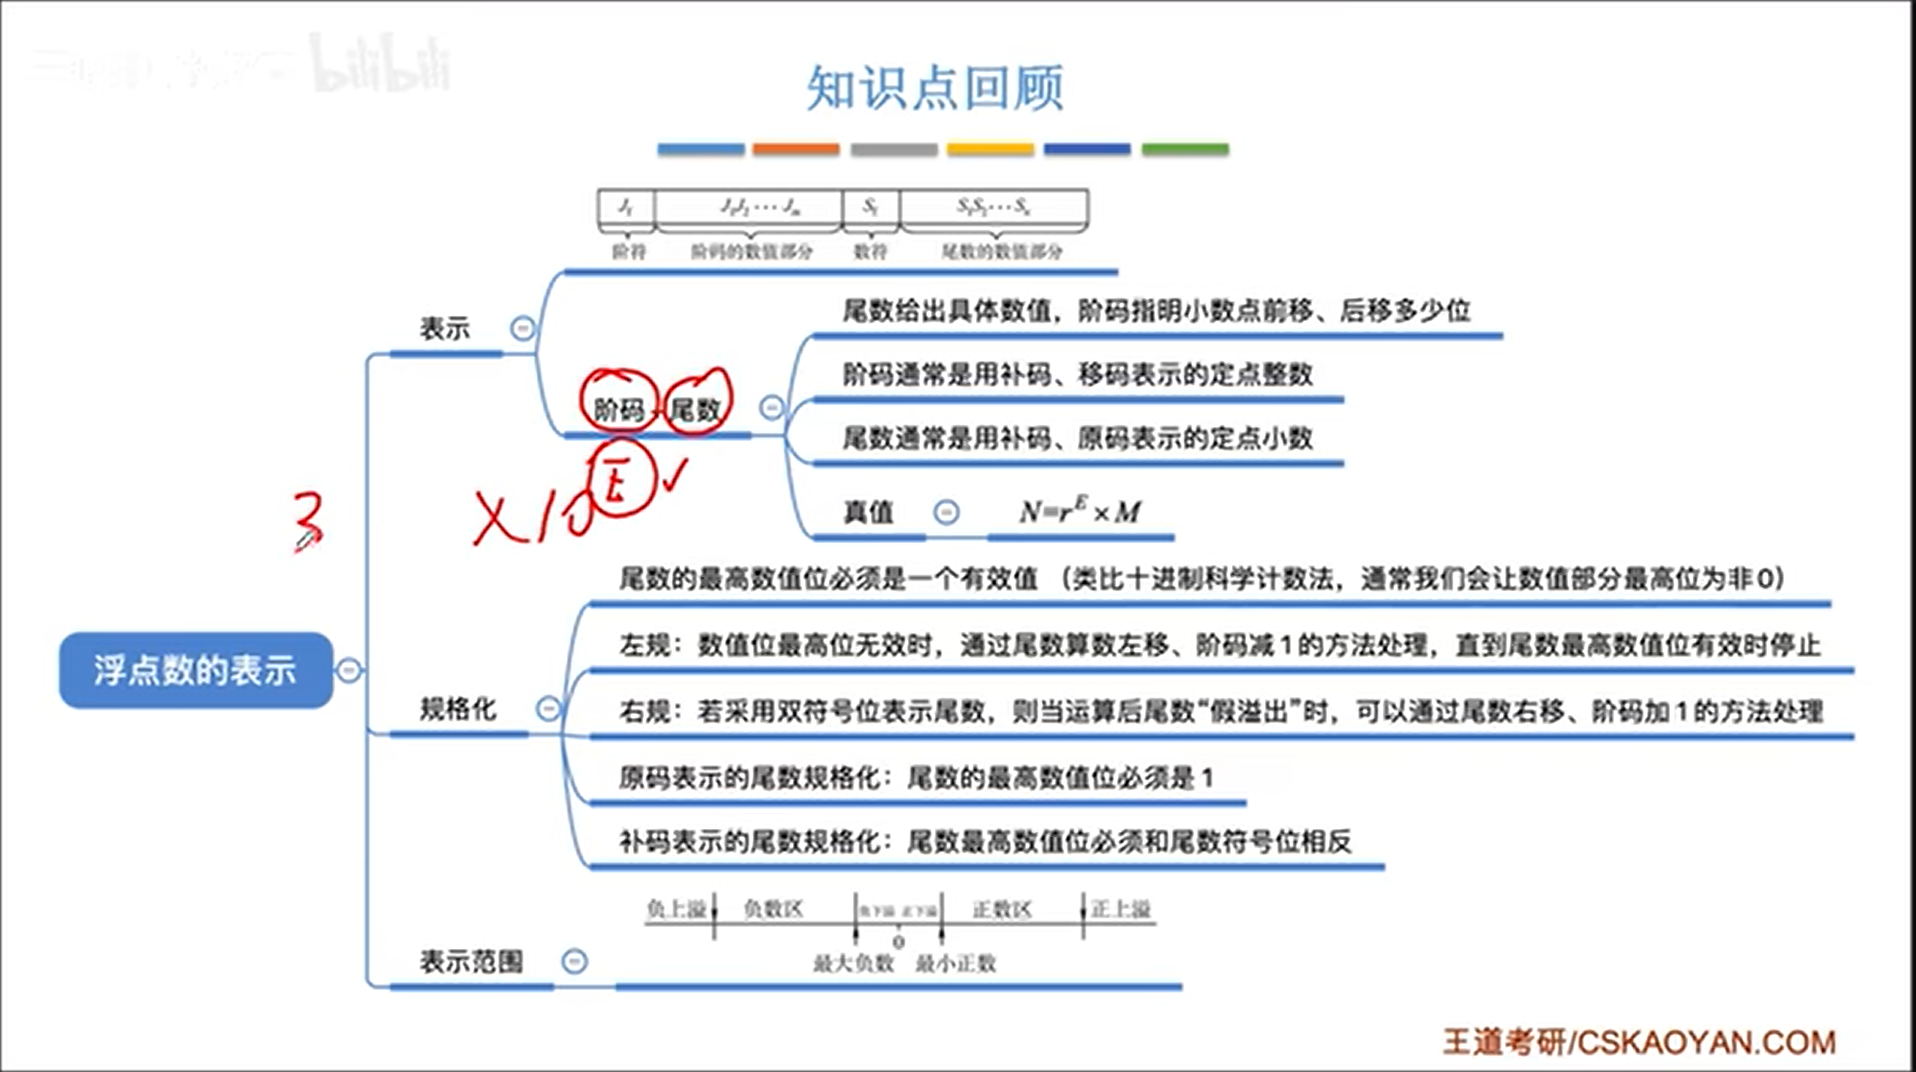 bilibili
知识点回顾
J_f J_1J_2…J_m S_f S_1S_2…S_n
阶符 阶码的数值部分 数符 尾数的数值部分
表示
尾数给出具体数值，阶码指明小数点前移、后移多少位
阶码通常是用补码、移码表示的定点整数
阶码 尾数
尾数通常是用补码、原码表示的定点小数
真值 N=r^E×M
3 ×10^E ✓
尾数的最高数值位必须是一个有效值（类比十进制科学计数法，通常我们会让数值部分最高位为非0）
左规：数值位最高位无效时，通过尾数算数左移、阶码减1的方法处理，直到尾数最高数值位有效时停止
浮点数的表示
规格化
右规：若采用双符号位表示尾数，则当运算后尾数“假溢出”时，可以通过尾数右移、阶码加1的方法处理
原码表示的尾数规格化：尾数的最高数值位必须是1
补码表示的尾数规格化：尾数最高数值位必须和尾数符号位相反
负上溢 负数区 负下溢 正下溢 正数区 正上溢
0
表示范围
最大负数 最小正数
王道考研/CSKAOYAN.COM